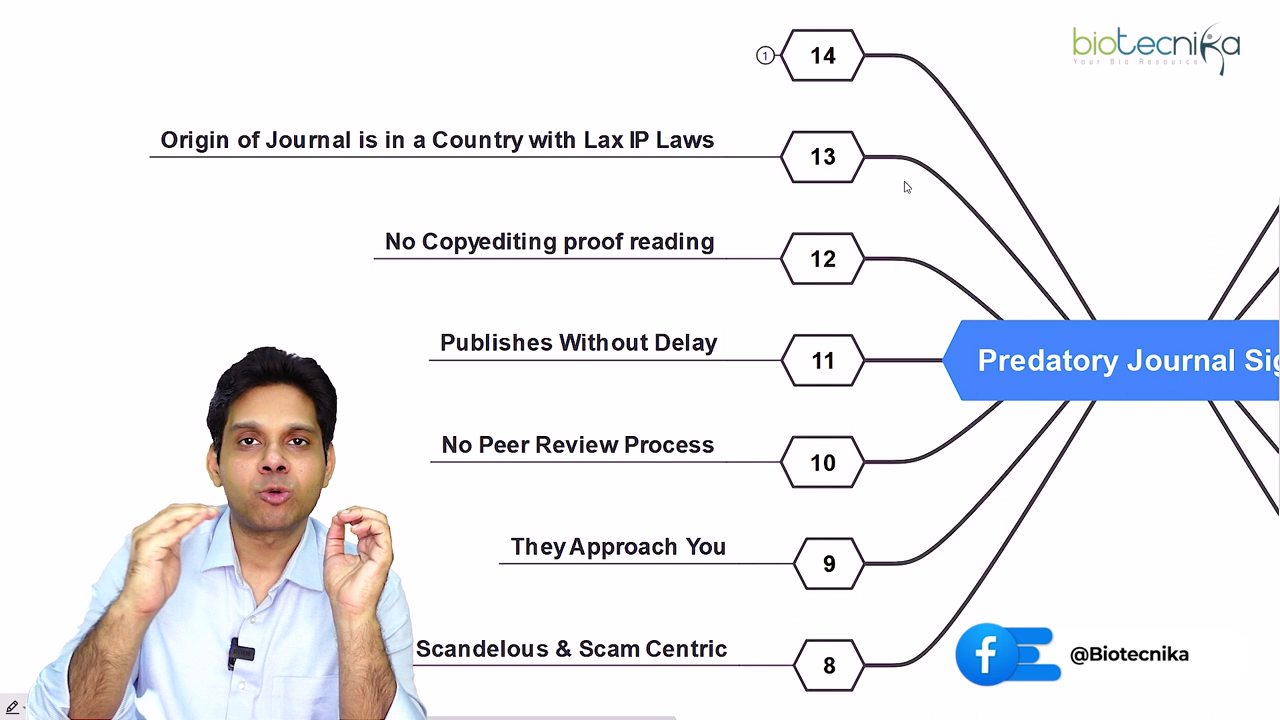 biotecnika
Your Bio Resource
1
14
Origin of Journal is in a Country with Lax IP Laws
13
No Copyediting proof reading
12
Publishes Without Delay
11
Predatory Journal Sig
No Peer Review Process
10
They Approach You
9
Scandelous & Scam Centric
8
f
@Biotecnika